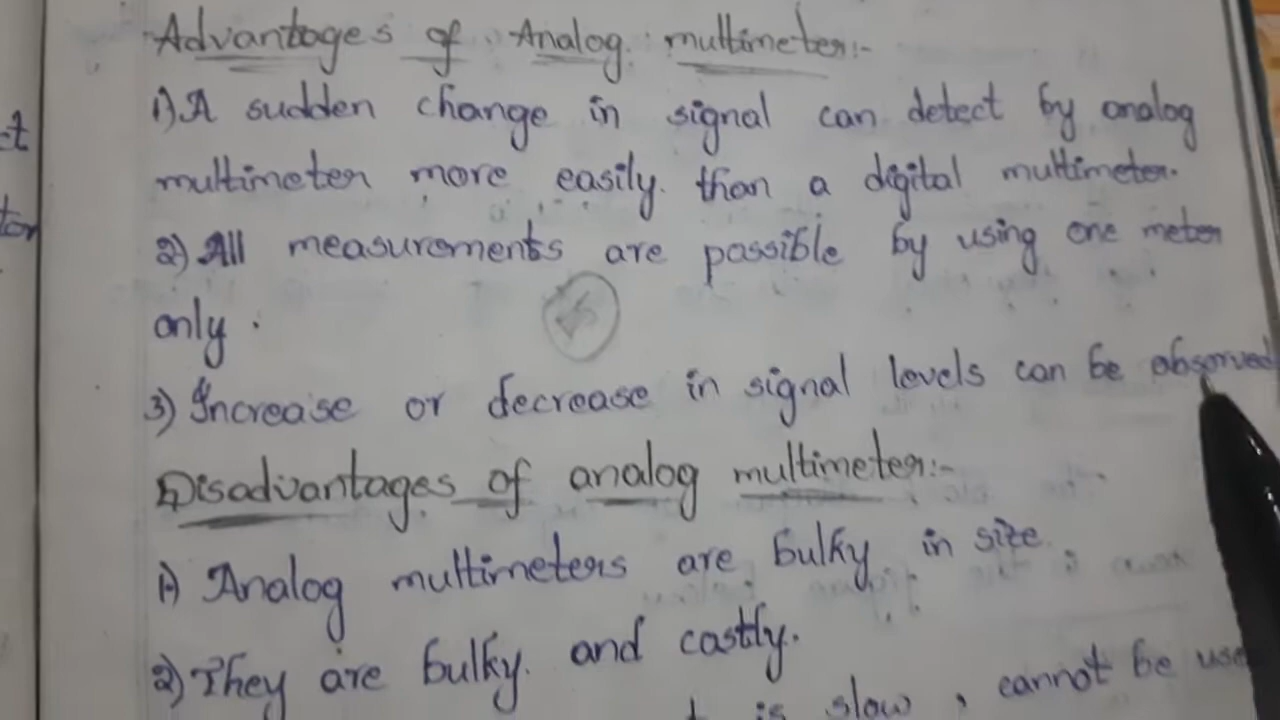 Advantages of Analog multimeter:-
1) A sudden change in signal can detect by analog
multimeter more easily. than a digital multimeter.
2) All measurements are possible by using one meter
only.
3) Increase or decrease in signal levels can be observed
Disadvantages of analog multimeter:-
1) Analog multimeters are bulky in size.
2) They are bulky. and costly.
is slow, cannot be use